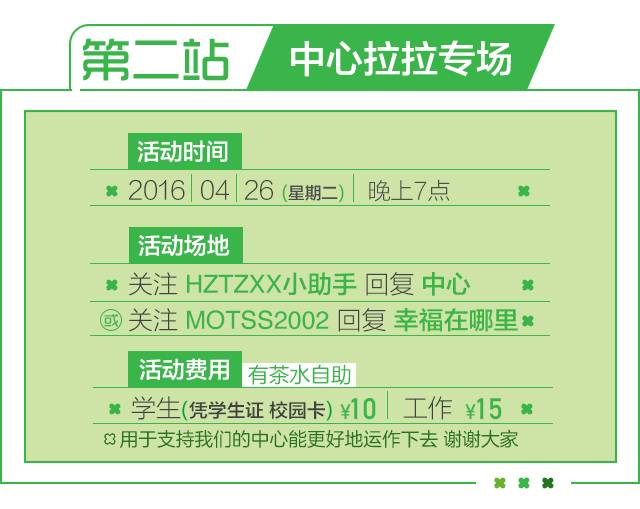 第二站 中心拉拉专场
活动时间
2016 04 26 (星期二) 晚上7点
活动场地
关注 HZTZXX小助手 回复 中心
或 关注 MOTSS2002 回复 幸福在哪里
活动费用 有茶水自助
学生(凭学生证 校园卡) ¥10 工作 ¥15
用于支持我们的中心能更好地运作下去 谢谢大家